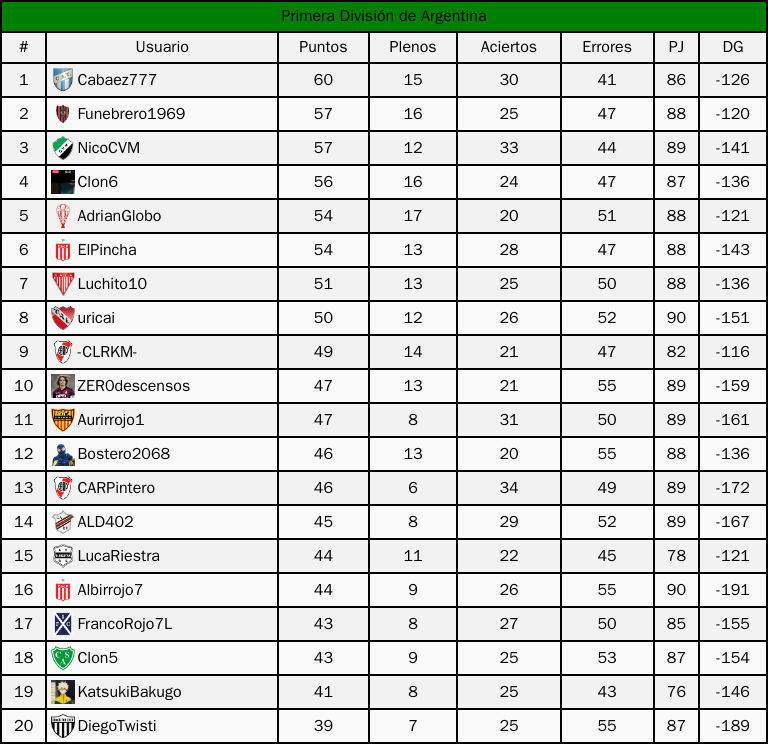 Primera División de Argentina
# Usuario Puntos Plenos Aciertos Errores PJ DG
1 Cabaez777 60 15 30 41 86 -126
2 Funebrero1969 57 16 25 47 88 -120
3 NicoCVM 57 12 33 44 89 -141
4 Clon6 56 16 24 47 87 -136
5 AdrianGlobo 54 17 20 51 88 -121
6 ElPincha 54 13 28 47 88 -143
7 Luchito10 51 13 25 50 88 -136
8 uricai 50 12 26 52 90 -151
9 -CLRKM- 49 14 21 47 82 -116
10 ZER0descensos 47 13 21 55 89 -159
11 Aurirrojo1 47 8 31 50 89 -161
12 Bostero2068 46 13 20 55 88 -136
13 CARPintero 46 6 34 49 89 -172
14 ALD402 45 8 29 52 89 -167
15 LucaRiestra 44 11 22 45 78 -121
16 Albirrojo7 44 9 26 55 90 -191
17 FrancoRojo7L 43 8 27 50 85 -155
18 Clon5 43 9 25 53 87 -154
19 KatsukiBakugo 41 8 25 43 76 -146
20 DiegoTwisti 39 7 25 55 87 -189